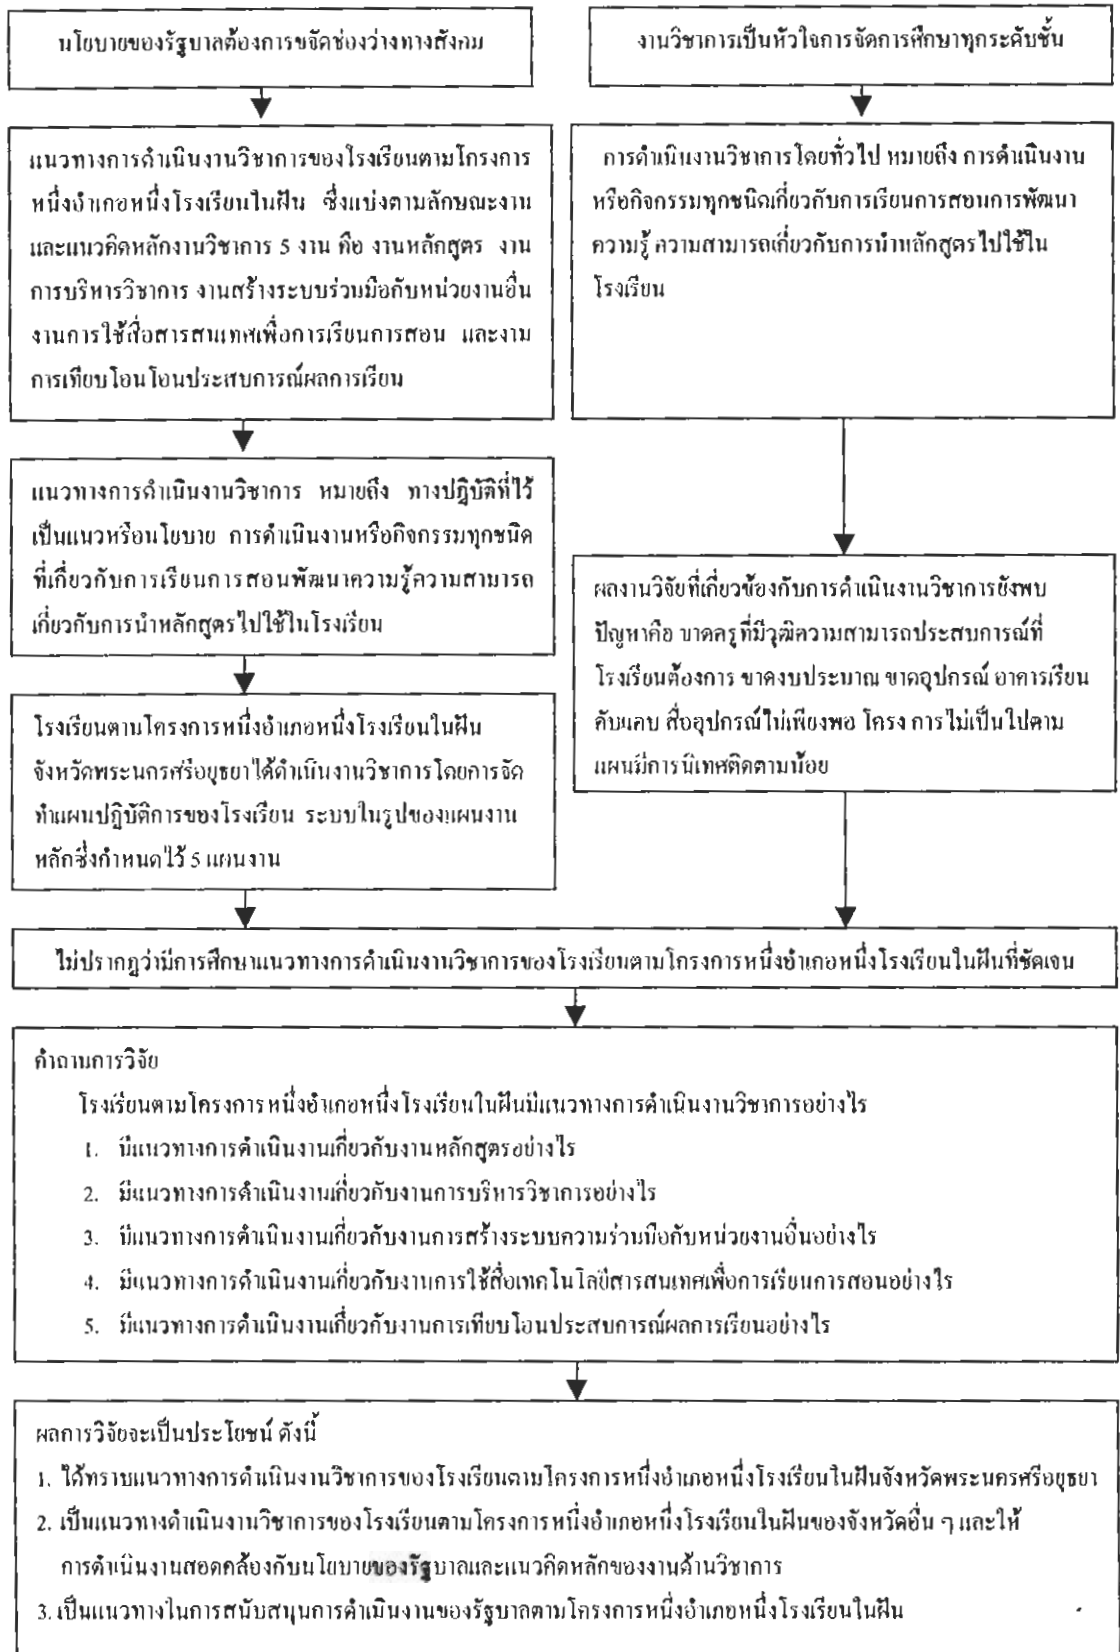 นโยบายของรัฐบาลต้องการขจัดช่องว่างทางสังคม
งานวิชาการเป็นหัวใจการจัดการศึกษาทุกระดับชั้น
แนวทางการดำเนินงานวิชาการของโรงเรียนตามโครงการ
หนึ่งอำเภอหนึ่งโรงเรียนในฝัน ซึ่งแบ่งตามลักษณะงาน
และแนวคิดหลักงานวิชาการ 5 งาน คือ งานหลักสูตร งาน
การบริหารวิชาการ งานสร้างระบบร่วมมือกับหน่วยงานอื่น
งานการใช้สื่อสารสนเทศเพื่อการเรียนการสอน และงาน
การเทียบโอนโอนประสบการณ์ผลการเรียน
การดำเนินงานวิชาการโดยทั่วไป หมายถึง การดำเนินงาน
หรือกิจกรรมทุกชนิดเกี่ยวกับการเรียนการสอนการพัฒนา
ความรู้ ความสามารถเกี่ยวกับการนำหลักสูตรไปใช้ใน
โรงเรียน
แนวทางการดำเนินงานวิชาการ หมายถึง ทางปฏิบัติที่ไว้
เป็นแนวหรือนโยบาย การดำเนินงานหรือกิจกรรมทุกชนิด
ที่เกี่ยวกับการเรียนการสอนพัฒนาความรู้ความสามารถ
เกี่ยวกับการนำหลักสูตรไปใช้ในโรงเรียน
ผลงานวิจัยที่เกี่ยวข้องกับการดำเนินงานวิชาการยังพบ
ปัญหาคือ ขาดครูที่มีวุฒิความสามารถประสบการณ์ที่
โรงเรียนต้องการ ขาดงบประมาณ ขาดอุปกรณ์ อาคารเรียน
คับแคบ สื่ออุปกรณ์ไม่เพียงพอ โครงการไม่เป็นไปตาม
แผนมีการนิเทศติดตามน้อย
โรงเรียนตามโครงการหนึ่งอำเภอหนึ่งโรงเรียนในฝัน
จังหวัดพระนครศรีอยุธยาได้ดำเนินงานวิชาการโดยการจัด
ทำแผนปฏิบัติการของโรงเรียน ระบบในรูปของแผนงาน
หลักซึ่งกำหนดไว้ 5 แผนงาน
ไม่ปรากฏว่ามีการศึกษาแนวทางการดำเนินงานวิชาการของโรงเรียนตามโครงการหนึ่งอำเภอหนึ่งโรงเรียนในฝันที่ชัดเจน
คำถามการวิจัย
โรงเรียนตามโครงการหนึ่งอำเภอหนึ่งโรงเรียนในฝันมีแนวทางการดำเนินงานวิชาการอย่างไร
1. มีแนวทางการดำเนินงานเกี่ยวกับงานหลักสูตรอย่างไร
2. มีแนวทางการดำเนินงานเกี่ยวกับงานการบริหารวิชาการอย่างไร
3. มีแนวทางการดำเนินงานเกี่ยวกับงานการสร้างระบบความร่วมมือกับหน่วยงานอื่นอย่างไร
4. มีแนวทางการดำเนินงานเกี่ยวกับงานการใช้สื่อเทคโนโลยีสารสนเทศเพื่อการเรียนการสอนอย่างไร
5. มีแนวทางการดำเนินงานเกี่ยวกับงานการเทียบโอนประสบการณ์ผลการเรียนอย่างไร
ผลการวิจัยจะเป็นประโยชน์ ดังนี้
1. ได้ทราบแนวทางการดำเนินงานวิชาการของโรงเรียนตามโครงการหนึ่งอำเภอหนึ่งโรงเรียนในฝันจังหวัดพระนครศรีอยุธยา
2. เป็นแนวทางดำเนินงานวิชาการของโรงเรียนตามโครงการหนึ่งอำเภอหนึ่งโรงเรียนในฝันของจังหวัดอื่น ๆ และให้
การดำเนินงานสอดคล้องกับนโยบายของรัฐบาลและแนวคิดหลักของงานด้านวิชาการ
3. เป็นแนวทางในการสนับสนุนการดำเนินงานของรัฐบาลตามโครงการหนึ่งอำเภอหนึ่งโรงเรียนในฝัน